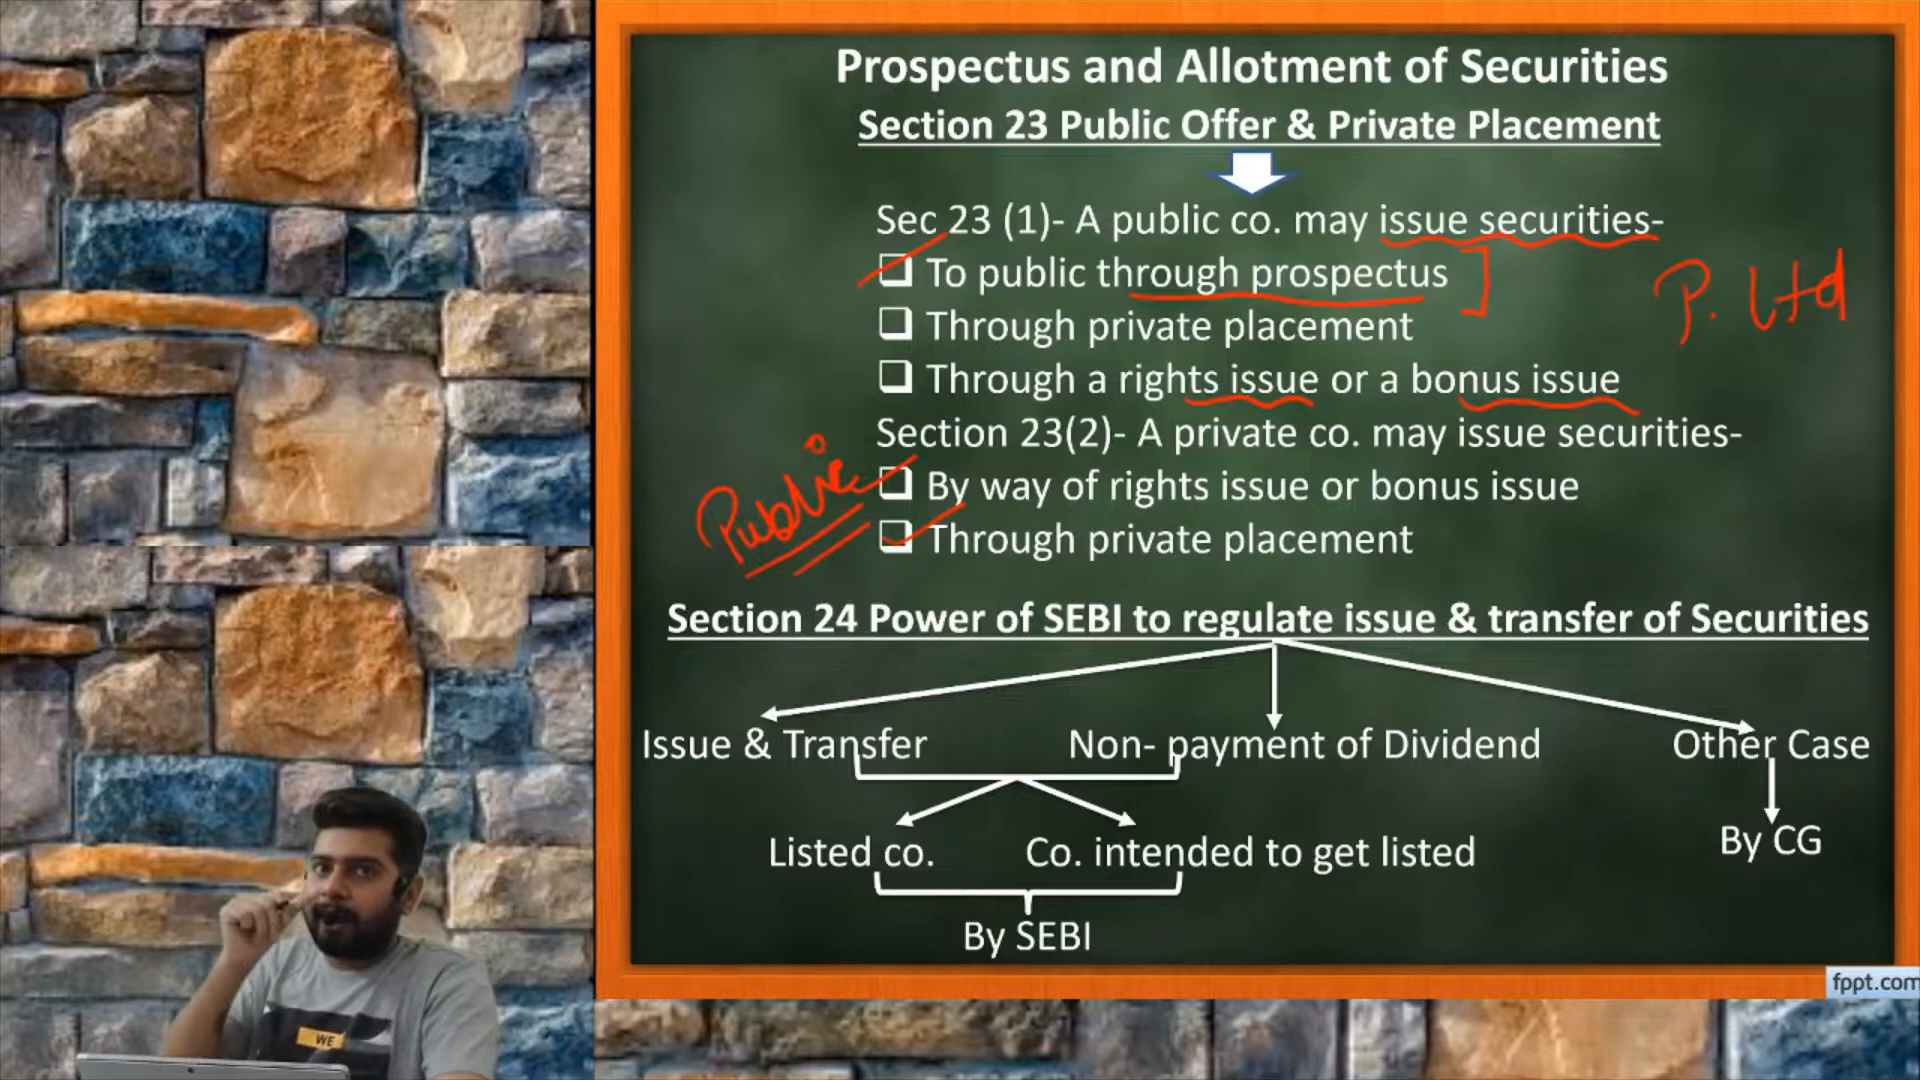 Prospectus and Allotment of Securities
Section 23 Public Offer & Private Placement
Sec 23 (1)- A public co. may issue securities-
To public through prospectus
P. Ltd
Through private placement
Through a rights issue or a bonus issue
Section 23(2)- A private co. may issue securities-
Public
By way of rights issue or bonus issue
Through private placement
Section 24 Power of SEBI to regulate issue & transfer of Securities
Issue & Transfer
Non- payment of Dividend
Other Case
Listed co.
Co. intended to get listed
By CG
By SEBI
fppt.com
WE